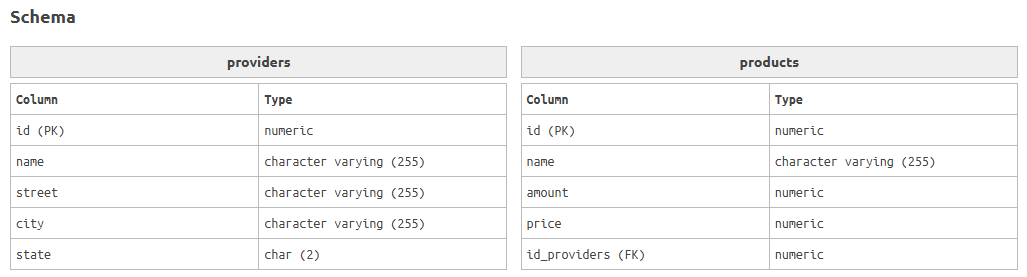 Schema
providers
Column Type
id (PK) numeric
name character varying (255)
street character varying (255)
city character varying (255)
state char (2)
products
Column Type
id (PK) numeric
name character varying (255)
amount numeric
price numeric
id_providers (FK) numeric